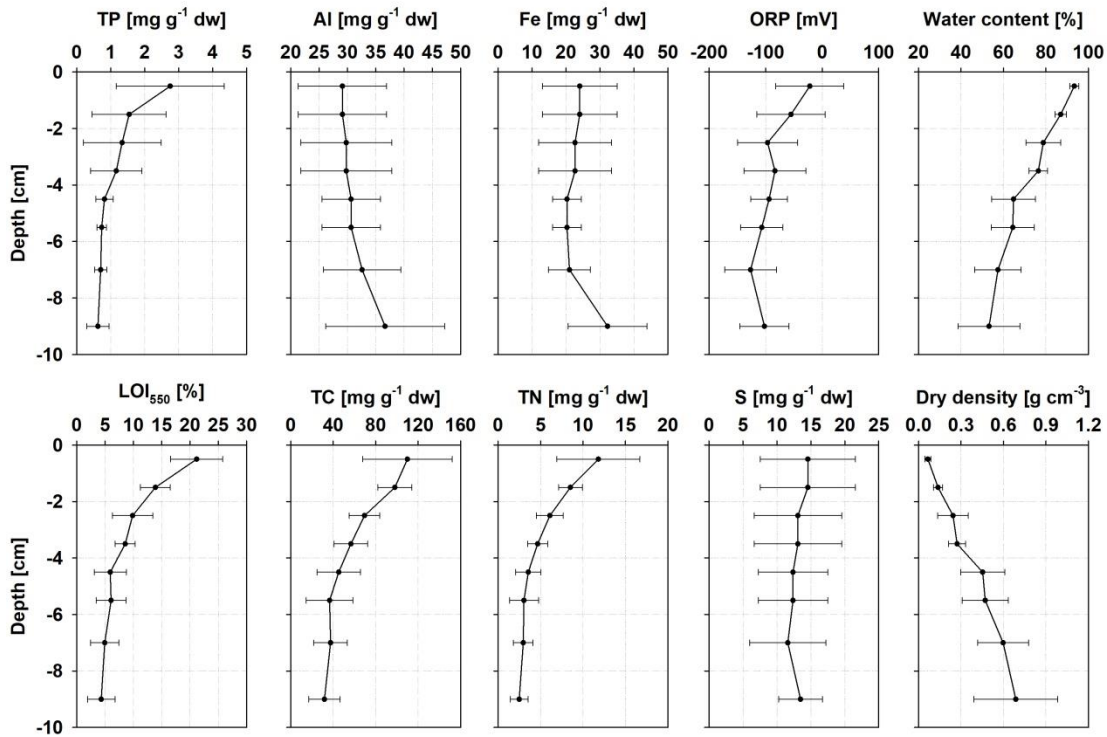 TP [mg g⁻¹ dw] Al [mg g⁻¹ dw] Fe [mg g⁻¹ dw] ORP [mV] Water content [%]
0 1 2 3 4 5 20 25 30 35 40 45 50 0 10 20 30 40 50 -200 -100 0 100 20 40 60 80 100
0
-2
-4
-6
-8
-10
Depth [cm]
LOI₅₅₀ [%] TC [mg g⁻¹ dw] TN [mg g⁻¹ dw] S [mg g⁻¹ dw] Dry density [g cm⁻³]
0 5 10 15 20 25 30 0 40 80 120 160 0 5 10 15 20 0 5 10 15 20 25 0.0 0.3 0.6 0.9 1.2
0
-2
-4
-6
-8
-10
Depth [cm]